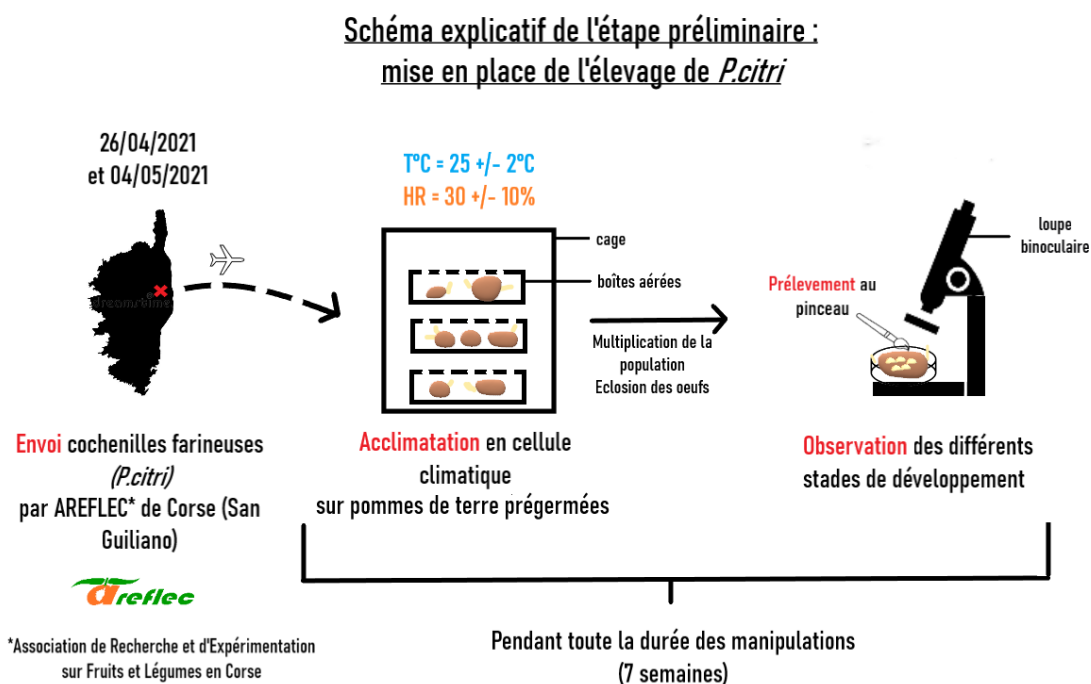 Schéma explicatif de l'étape préliminaire :
mise en place de l'élevage de P.citri
26/04/2021
et 04/05/2021
dreamstime
Envoi cochenilles farineuses
(P.citri)
par AREFLEC* de Corse (San
Guiliano)
areflec
*Association de Recherche et d'Expérimentation
sur Fruits et Légumes en Corse
T°C = 25 +/- 2°C
HR = 30 +/- 10%
cage
boîtes aérées
Acclimatation en cellule
climatique
sur pommes de terre prégermées
Multiplication de la
population
Eclosion des oeufs
loupe
binoculaire
Prélevement au
pinceau
Observation des différents
stades de développement
Pendant toute la durée des manipulations
(7 semaines)